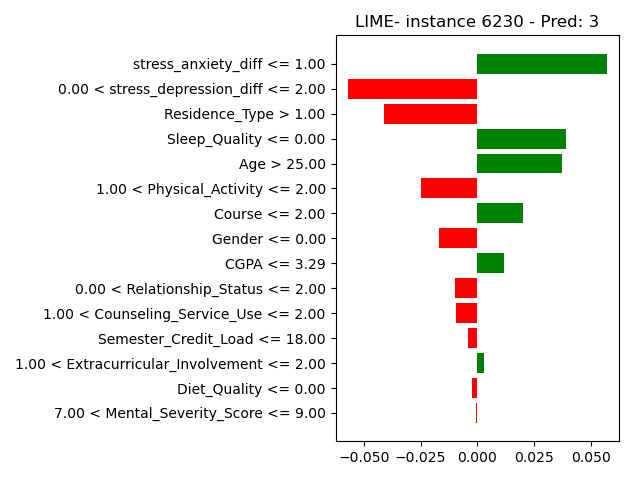 LIME- instance 6230 - Pred: 3
stress_anxiety_diff <= 1.00
0.00 < stress_depression_diff <= 2.00
Residence_Type > 1.00
Sleep_Quality <= 0.00
Age > 25.00
1.00 < Physical_Activity <= 2.00
Course <= 2.00
Gender <= 0.00
CGPA <= 3.29
0.00 < Relationship_Status <= 2.00
1.00 < Counseling_Service_Use <= 2.00
Semester_Credit_Load <= 18.00
1.00 < Extracurricular_Involvement <= 2.00
Diet_Quality <= 0.00
7.00 < Mental_Severity_Score <= 9.00
−0.050 −0.025 0.000 0.025 0.050